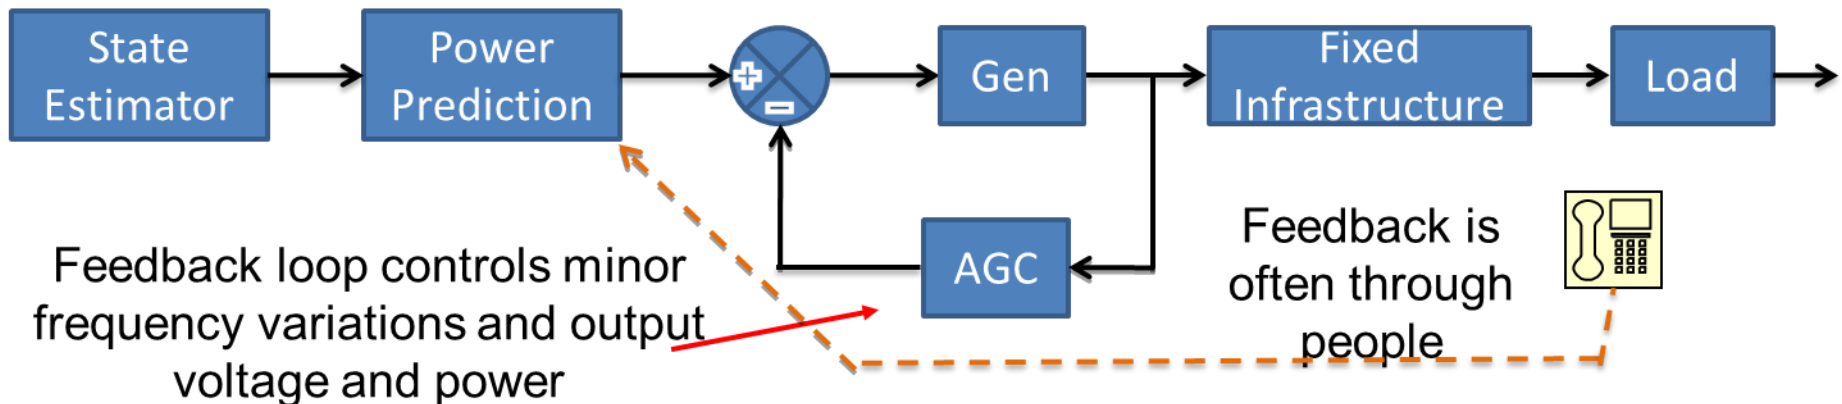 State
Estimator
Power
Prediction
+
−
Gen
Fixed
Infrastructure
Load
AGC
Feedback loop controls minor
frequency variations and output
voltage and power
Feedback is
often through
people